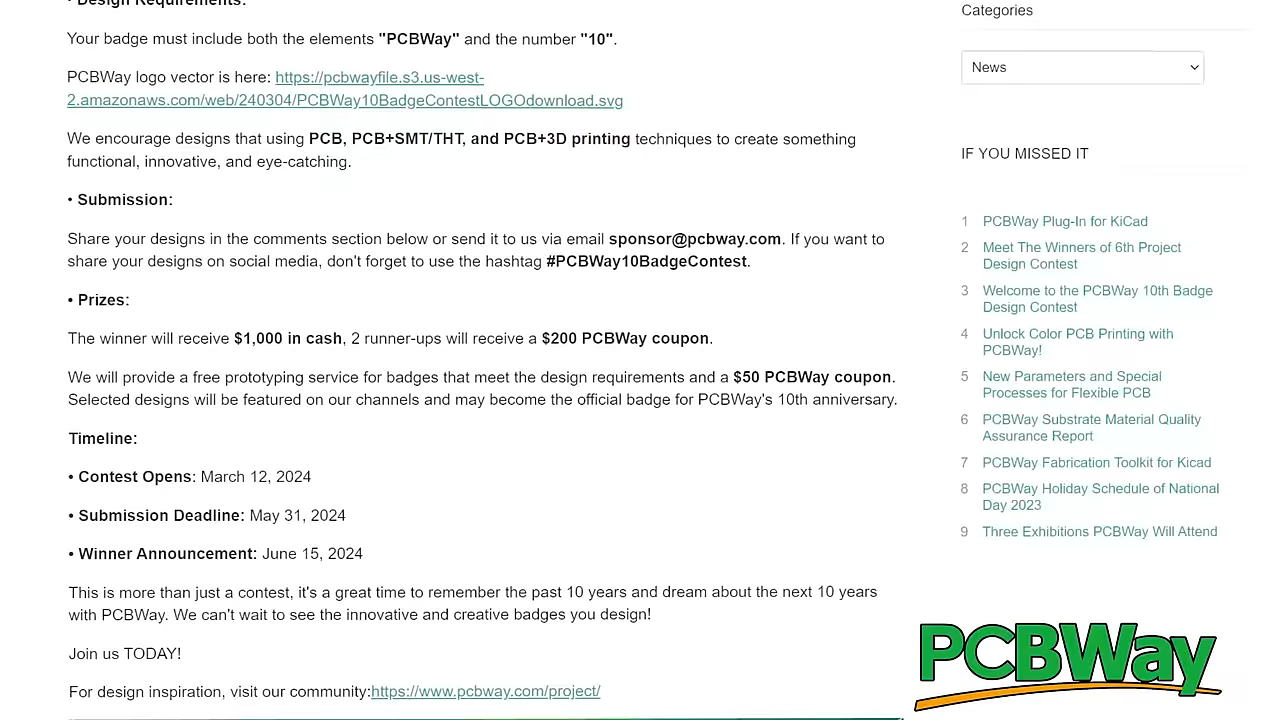 • Design Requirements:
Your badge must include both the elements "PCBWay" and the number "10".
PCBWay logo vector is here: https://pcbwayfile.s3.us-west-
2.amazonaws.com/web/240304/PCBWay10BadgeContestLOGOdownload.svg
We encourage designs that using PCB, PCB+SMT/THT, and PCB+3D printing techniques to create something
functional, innovative, and eye-catching.
• Submission:
Share your designs in the comments section below or send it to us via email sponsor@pcbway.com. If you want to
share your designs on social media, don't forget to use the hashtag #PCBWay10BadgeContest.
• Prizes:
The winner will receive $1,000 in cash, 2 runner-ups will receive a $200 PCBWay coupon.
We will provide a free prototyping service for badges that meet the design requirements and a $50 PCBWay coupon.
Selected designs will be featured on our channels and may become the official badge for PCBWay's 10th anniversary.
Timeline:
• Contest Opens: March 12, 2024
• Submission Deadline: May 31, 2024
• Winner Announcement: June 15, 2024
This is more than just a contest, it's a great time to remember the past 10 years and dream about the next 10 years
with PCBWay. We can't wait to see the innovative and creative badges you design!
Join us TODAY!
For design inspiration, visit our community:https://www.pcbway.com/project/
Categories
News
IF YOU MISSED IT
1 PCBWay Plug-In for KiCad
2 Meet The Winners of 6th Project
Design Contest
3 Welcome to the PCBWay 10th Badge
Design Contest
4 Unlock Color PCB Printing with
PCBWay!
5 New Parameters and Special
Processes for Flexible PCB
6 PCBWay Substrate Material Quality
Assurance Report
7 PCBWay Fabrication Toolkit for Kicad
8 PCBWay Holiday Schedule of National
Day 2023
9 Three Exhibitions PCBWay Will Attend
PCBWay